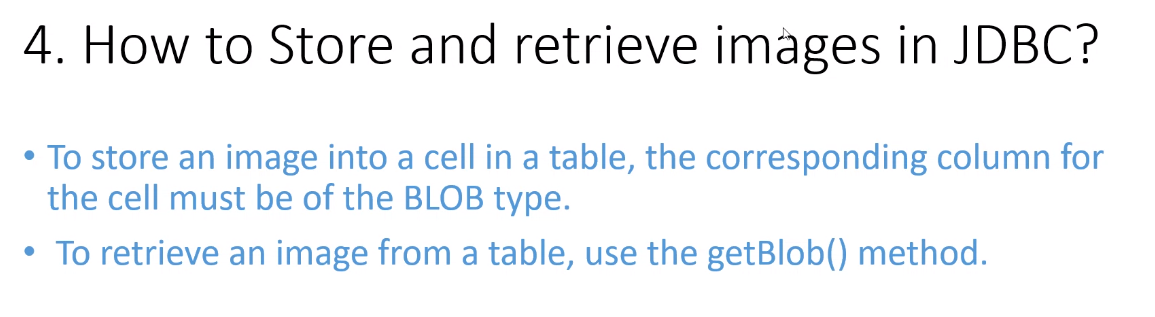 4. How to Store and retrieve images in JDBC?
• To store an image into a cell in a table, the corresponding column for
the cell must be of the BLOB type.
• To retrieve an image from a table, use the getBlob() method.